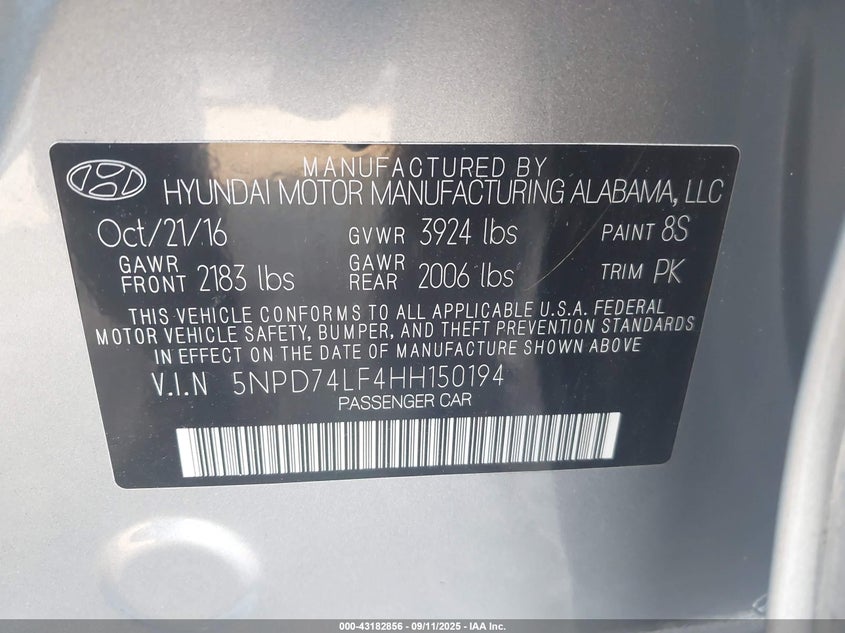 MANUFACTURED BY
HYUNDAI MOTOR MANUFACTURING ALABAMA, LLC
Oct/21/16 GVWR 3924 lbs PAINT 8S
GAWR FRONT 2183 lbs GAWR REAR 2006 lbs TRIM PK
THIS VEHICLE CONFORMS TO ALL APPLICABLE U.S.A. FEDERAL
MOTOR VEHICLE SAFETY, BUMPER, AND THEFT PREVENTION STANDARDS
IN EFFECT ON THE DATE OF MANUFACTURE SHOWN ABOVE
V.I.N 5NPD74LF4HH150194
PASSENGER CAR
000-43182856 - 09/11/2025 - IAA Inc.